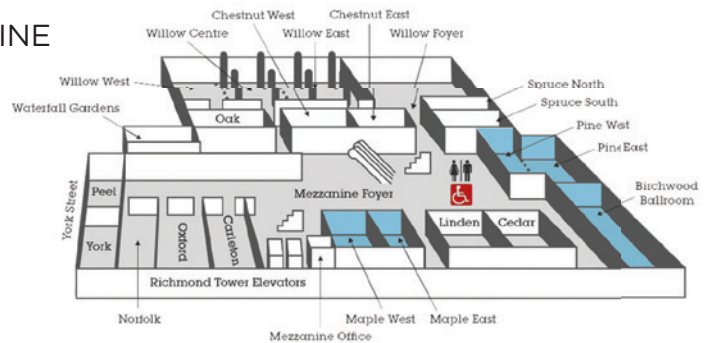 INE
Chestnut West
Chestnut East
Willow Centre
Willow East
Willow Foyer
Willow West
Spruce North
Waterfall Gardens
Spruce South
Oak
Pine West
Pine East
Birchwood
Ballroom
Mezzanine Foyer
York Street
Peel
York
Oxford
Carleton
Linden
Cedar
Richmond Tower Elevators
Norfolk
Maple West
Maple East
Mezzanine Office